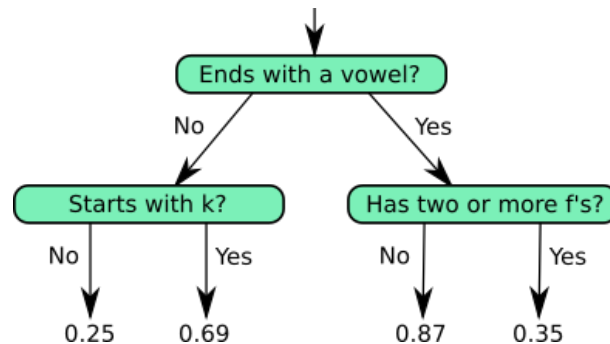 Ends with a vowel?
No
Yes
Starts with k?
Has two or more f's?
No
Yes
No
Yes
0.25
0.69
0.87
0.35